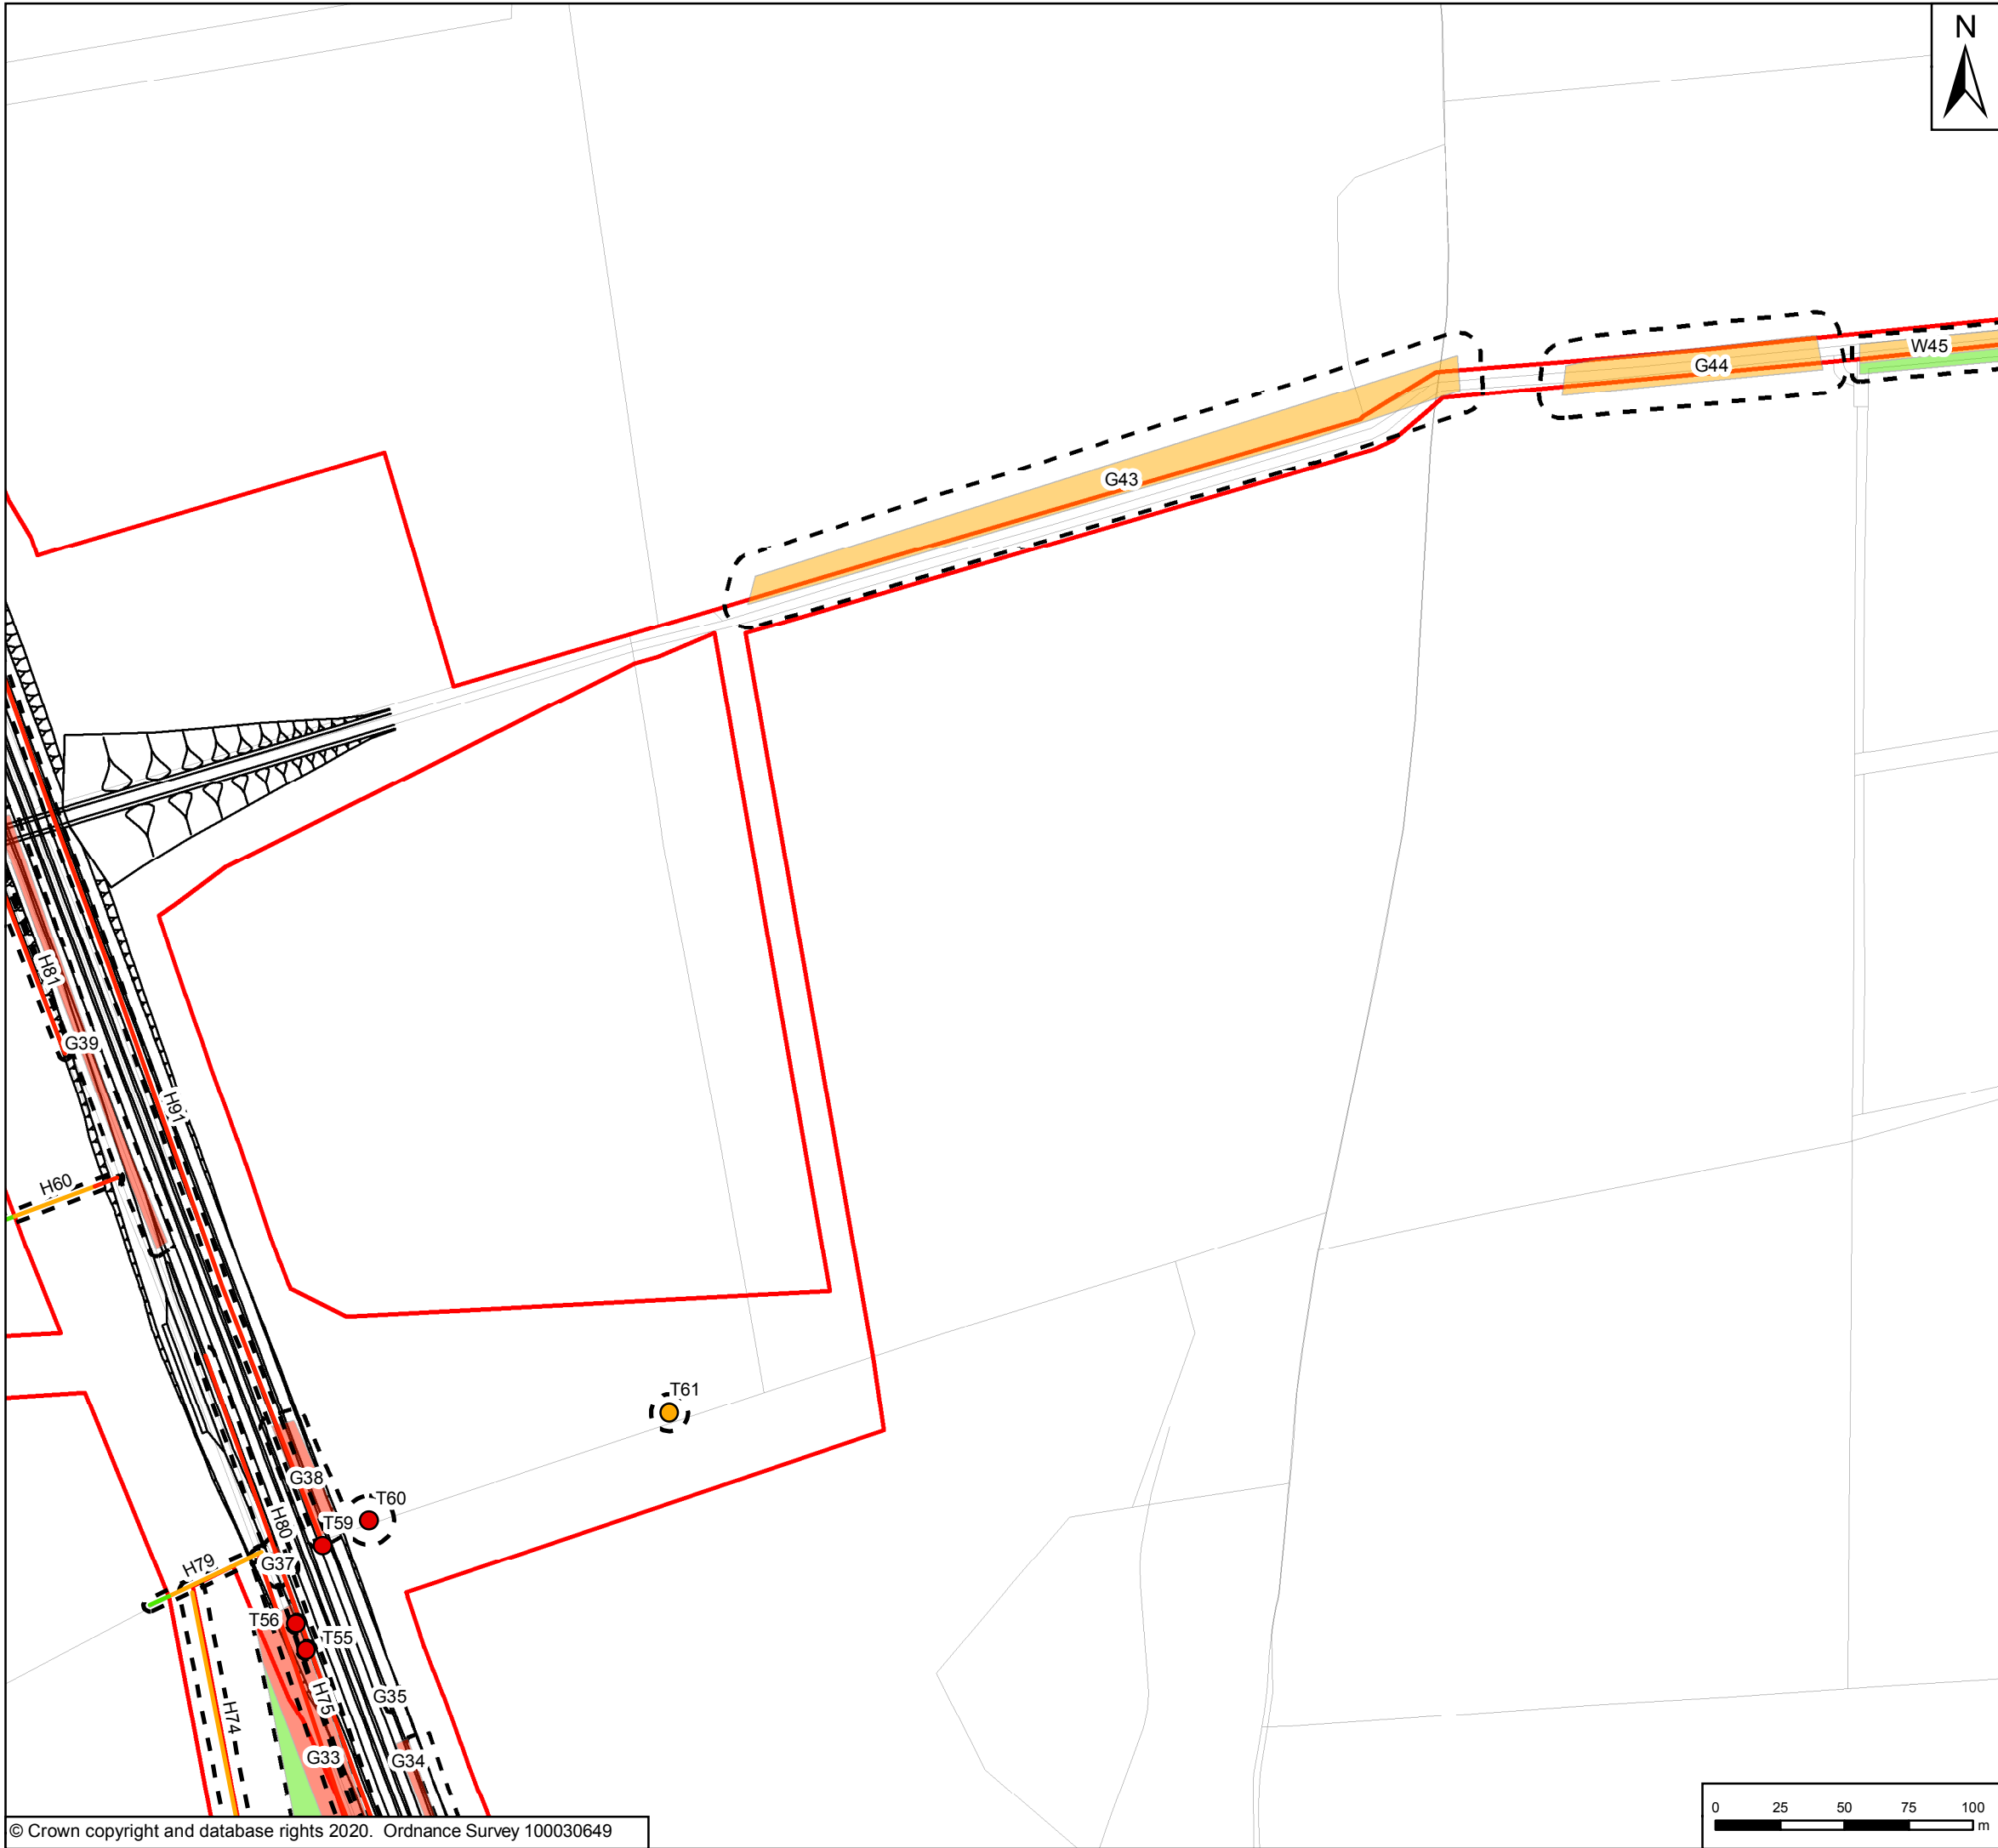 N
W45
G44
G43
H81
G39
H91
H60
T61
G38
T60
H80
T59
H79
G37
T56
T55
H75
G35
H74
G33
G34
0 25 50 75 100
m
© Crown copyright and database rights 2020. Ordnance Survey 100030649